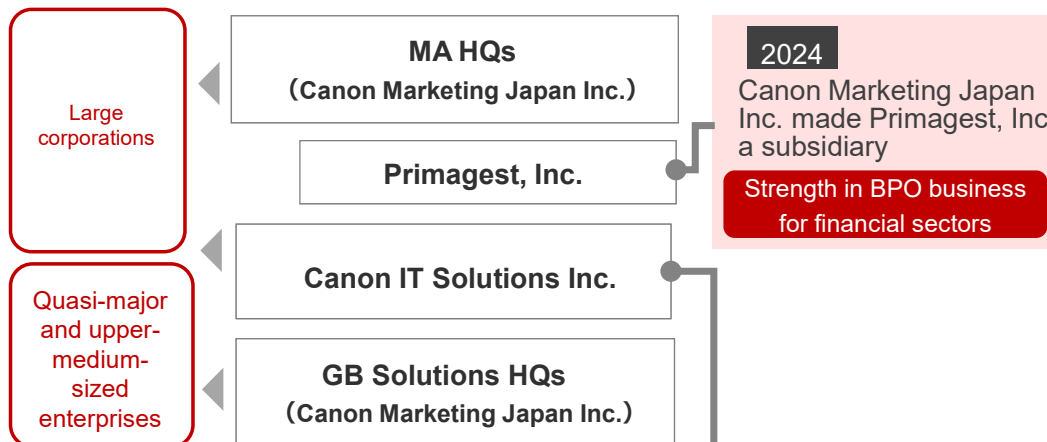 Large
corporations
MA HQs
（Canon Marketing Japan Inc.）
Primagest, Inc.
2024
Canon Marketing Japan
Inc. made Primagest, Inc
a subsidiary
Strength in BPO business
for financial sectors
Canon IT Solutions Inc.
Quasi-major
and upper-
medium-
sized
enterprises
GB Solutions HQs
（Canon Marketing Japan Inc.）